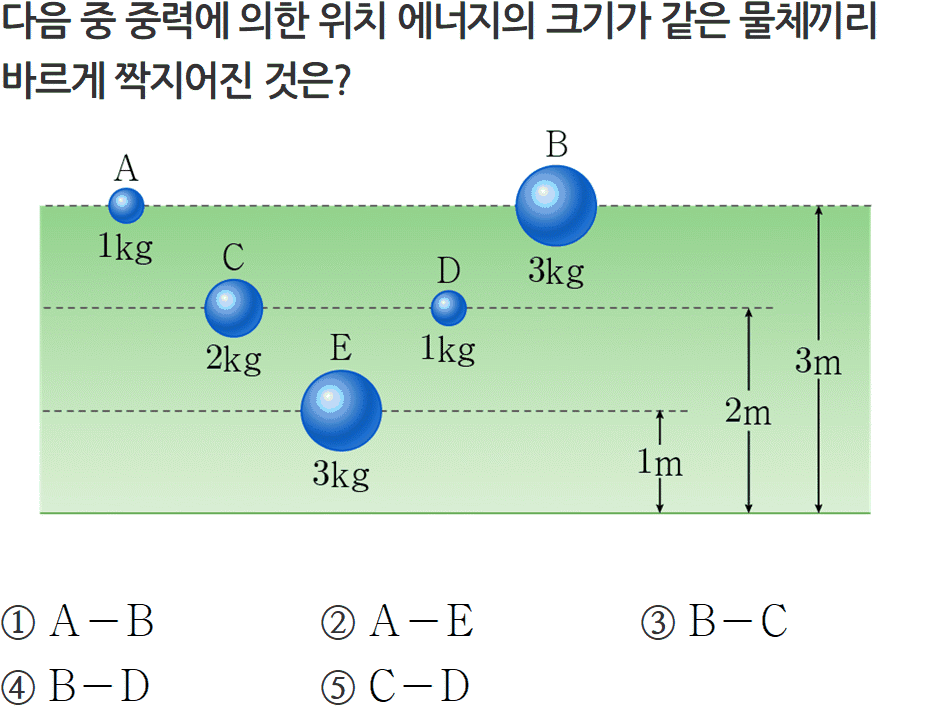 다음 중 중력에 의한 위치 에너지의 크기가 같은 물체끼리
바르게 짝지어진 것은?
B
A
1kg
C
D
3kg
2kg
E
1kg
3m
2m
1m
3kg
① A-B ② A-E ③ B-C
④ B-D ⑤ C-D